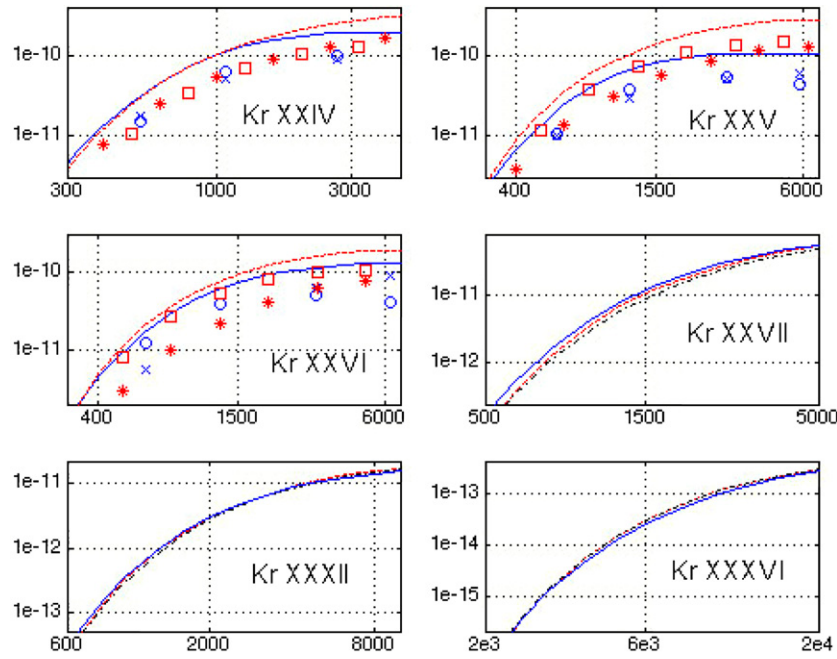 1e-10
1e-11
Kr XXIV
300 1000 3000
1e-10
1e-11
Kr XXV
400 1500 6000
1e-10
1e-11
Kr XXVI
400 1500 6000
1e-11
1e-12
Kr XXVII
500 1500 5000
1e-11
1e-12
1e-13
Kr XXXII
600 2000 8000
1e-13
1e-14
1e-15
Kr XXXVI
2e3 6e3 2e4